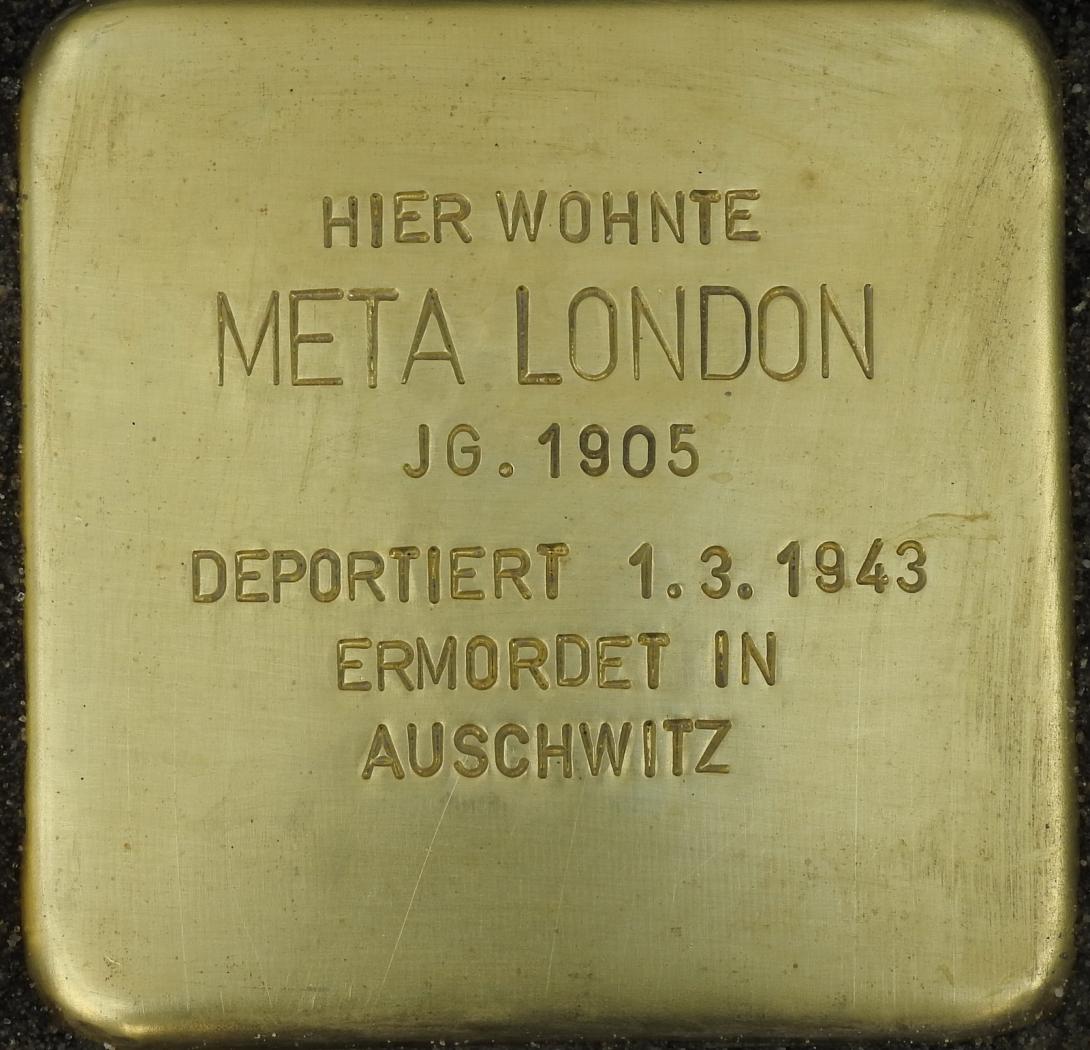 HIER WOHNTE
META LONDON
JG. 1905
DEPORTIERT 1.3.1943
ERMORDET IN
AUSCHWITZ